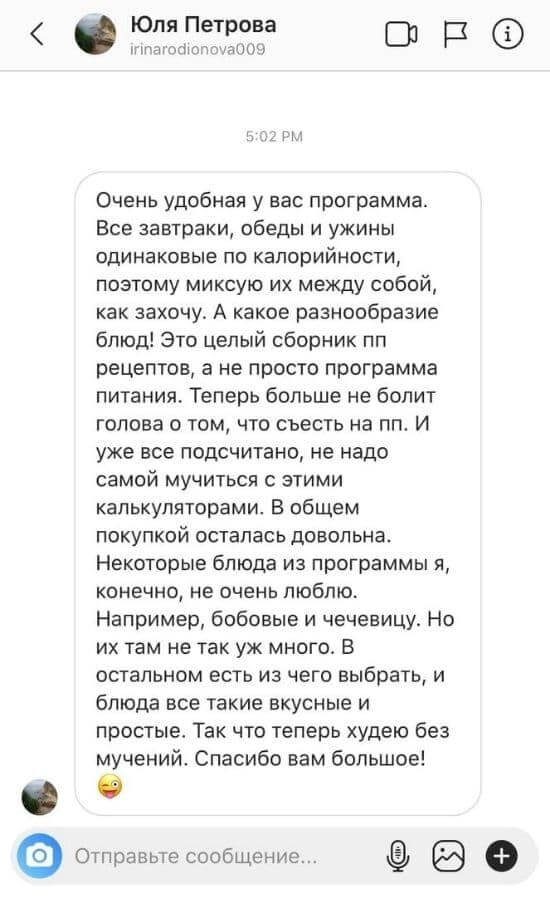 Юля Петрова
irinarodionova009
5:02 PM
Очень удобная у вас программа.
Все завтраки, обеды и ужины
одинаковые по калорийности,
поэтому миксую их между собой,
как захочу. А какое разнообразие
блюд! Это целый сборник пп
рецептов, а не просто программа
питания. Теперь больше не болит
голова о том, что съесть на пп. И
уже все подсчитано, не надо
самой мучиться с этими
калькуляторами. В общем
покупкой осталась довольна.
Некоторые блюда из программы я,
конечно, не очень люблю.
Например, бобовые и чечевицу. Но
их там не так уж много. В
остальном есть из чего выбрать, и
блюда все такие вкусные и
простые. Так что теперь худею без
мучений. Спасибо вам большое!
😜
Отправьте сообщение...